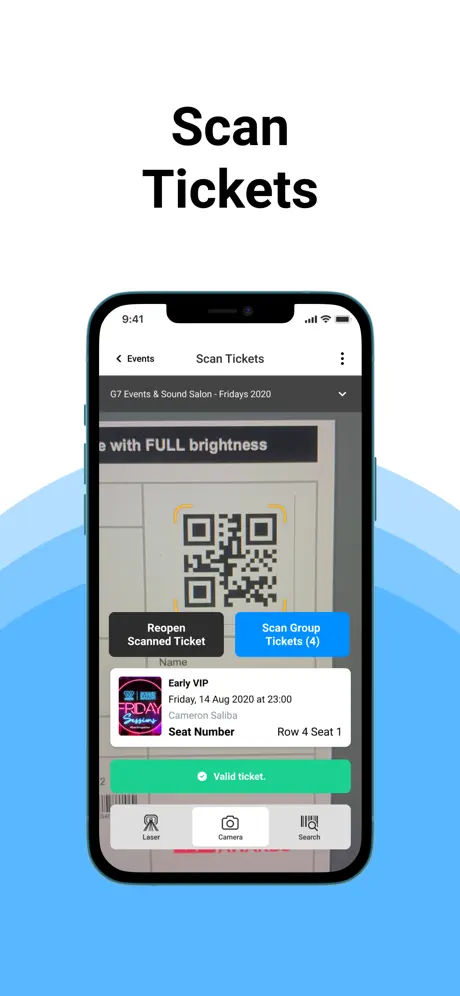 Scan
Tickets
9:41
Events
Scan Tickets
G7 Events & Sound Salon - Fridays 2020
e with FULL brightness
Reopen
Scanned Ticket
Scan Group
Tickets (4)
Name
Early VIP
Friday, 14 Aug 2020 at 23:00
FRIDAY
Sessions
Cameron Saliba
Seat Number
Row 4 Seat 1
Valid ticket.
2
Laser
Camera
Search
AWARDS